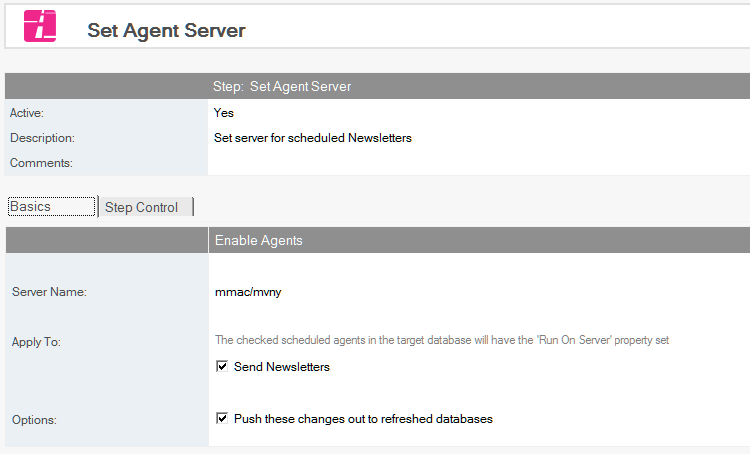 Set Agent Server
Step: Set Agent Server
Active: Yes
Description: Set server for scheduled Newsletters
Comments:
Basics Step Control
Enable Agents
Server Name: mmac/mvny
Apply To: The checked scheduled agents in the target database will have the 'Run On Server' property set
Send Newsletters
Options: Push these changes out to refreshed databases